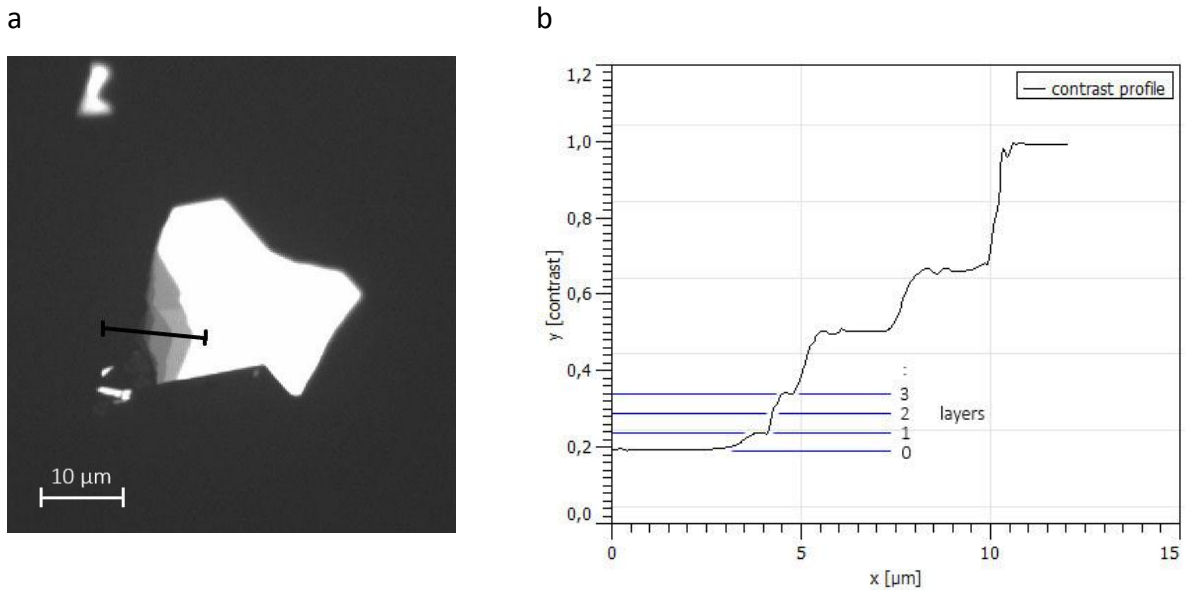 a
b
10 µm
1,2
1,0
0,8
0,6
0,4
0,2
0,0
y [contrast]
contrast profile
:
3
2
1
0
layers
0
5
10
15
x [µm]